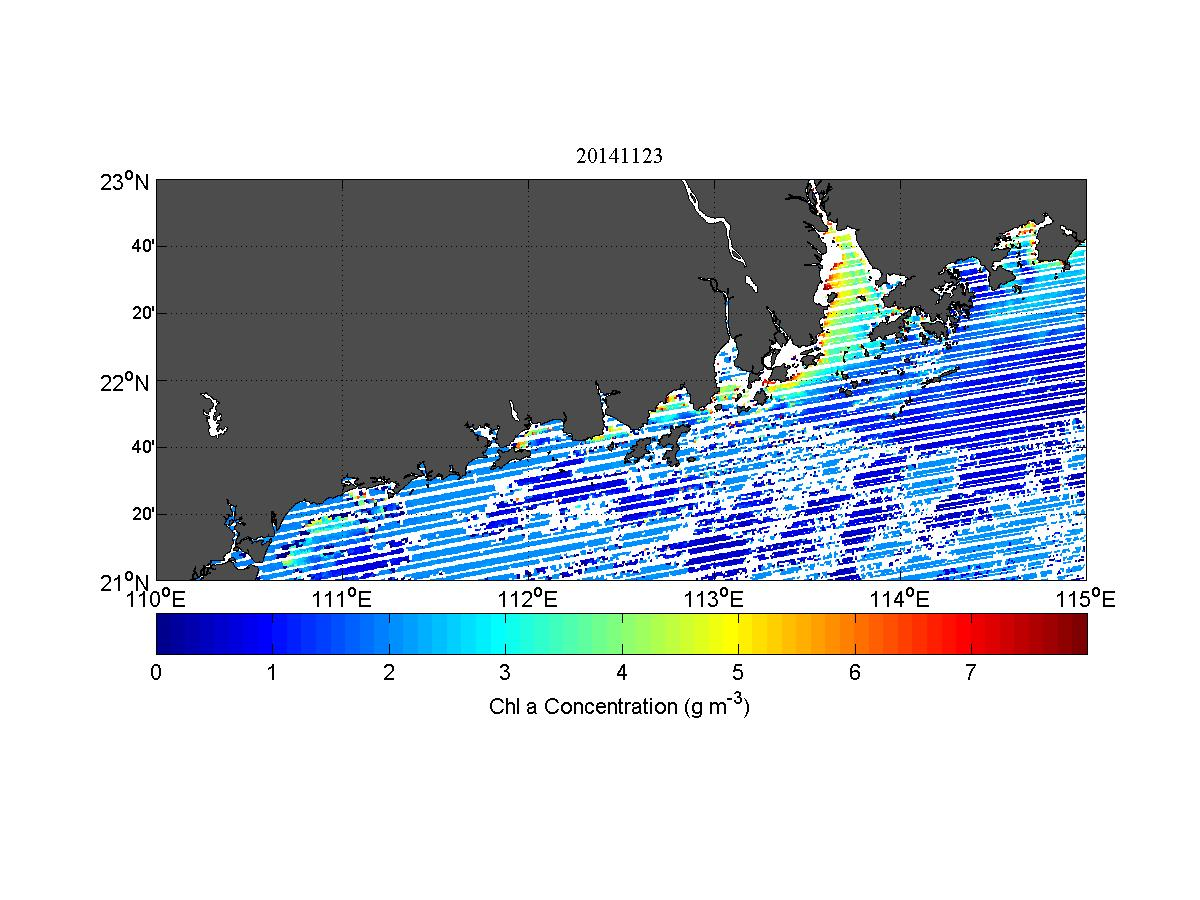 20141123
23°N
40'
20'
22°N
40'
20'
21°N
110°E 111°E 112°E 113°E 114°E 115°E
0 1 2 3 4 5 6 7
Chl a Concentration (g m⁻³)